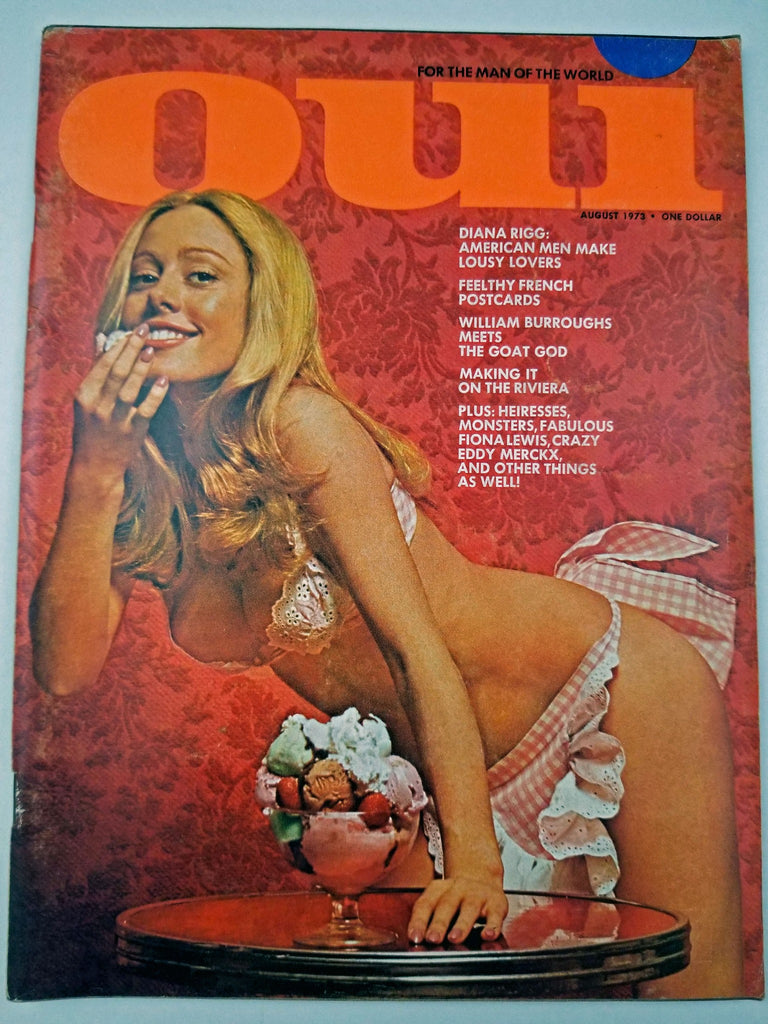 FOR THE MAN OF THE WORLD
oui
AUGUST 1973 • ONE DOLLAR
DIANA RIGG:
AMERICAN MEN MAKE
LOUSY LOVERS
FEELTHY FRENCH
POSTCARDS
WILLIAM BURROUGHS
MEETS
THE GOAT GOD
MAKING IT
ON THE RIVIERA
PLUS: HEIRESSES,
MONSTERS, FABULOUS
FIONA LEWIS, CRAZY
EDDY MERCKX,
AND OTHER THINGS
AS WELL!